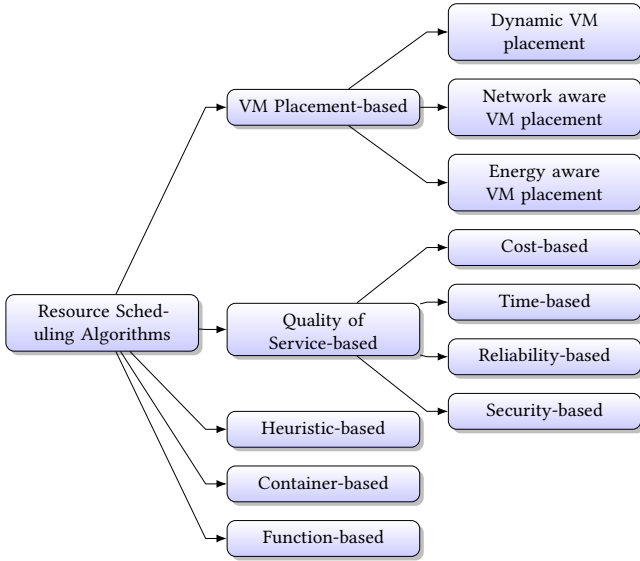 Resource Sched-
uling Algorithms
VM Placement-based
Dynamic VM
placement
Network aware
VM placement
Energy aware
VM placement
Quality of
Service-based
Cost-based
Time-based
Reliability-based
Security-based
Heuristic-based
Container-based
Function-based